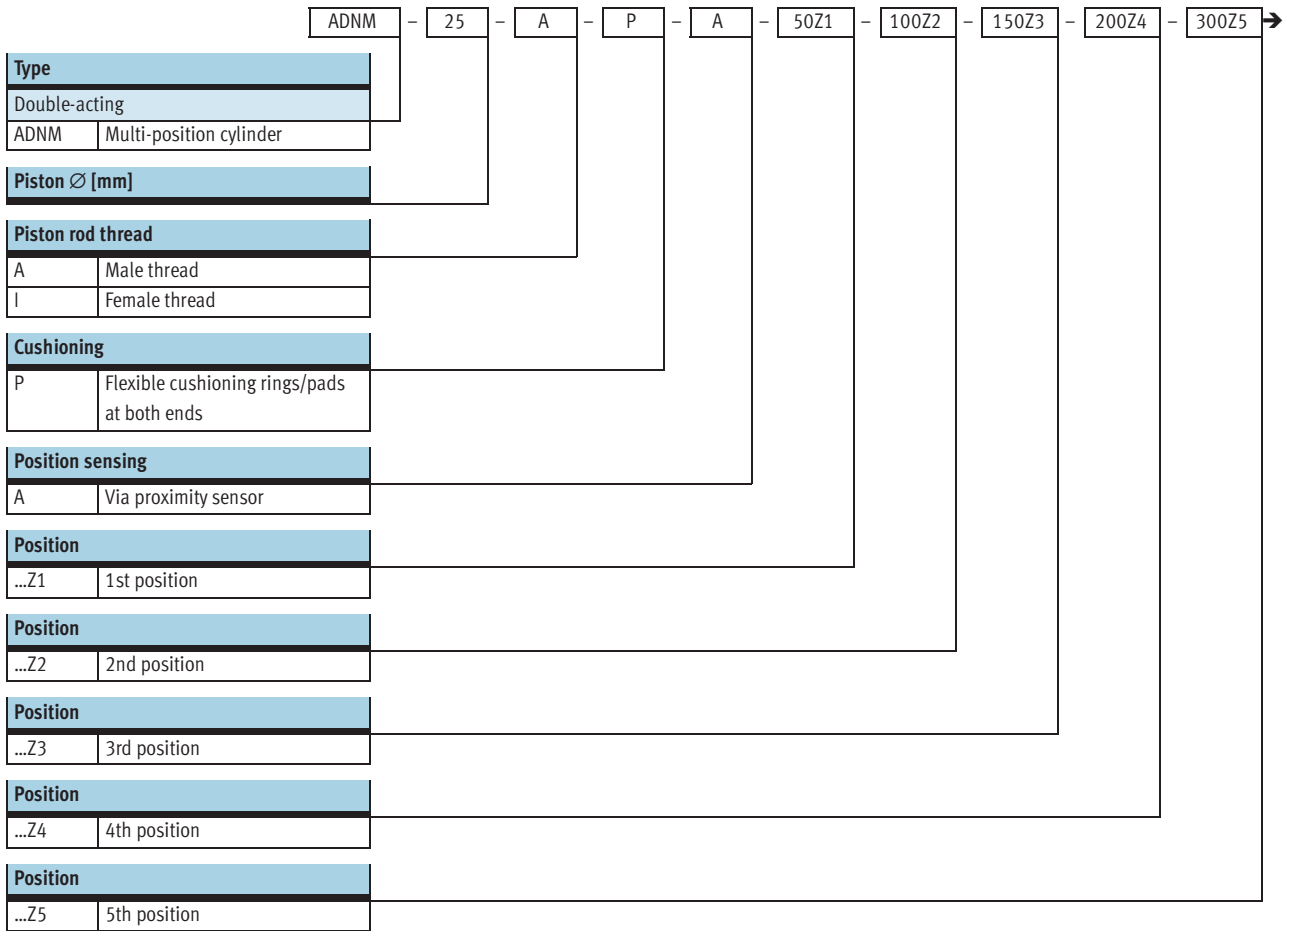 ADNM – 25 – A – P – A – 50Z1 – 100Z2 – 150Z3 – 200Z4 – 300Z5 ➔
Type
Double-acting
ADNM Multi-position cylinder
Piston ∅ [mm]
Piston rod thread
A Male thread
I Female thread
Cushioning
P Flexible cushioning rings/pads
at both ends
Position sensing
A Via proximity sensor
Position
...Z1 1st position
Position
...Z2 2nd position
Position
...Z3 3rd position
Position
...Z4 4th position
Position
...Z5 5th position